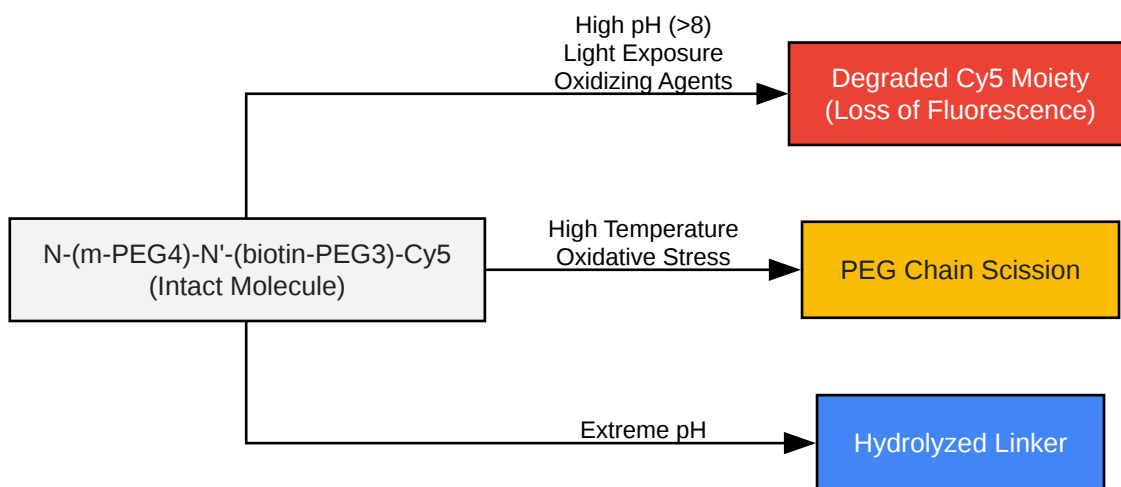 High pH (>8)
Light Exposure
Oxidizing Agents
Degraded Cy5 Moiety
(Loss of Fluorescence)
N-(m-PEG4)-N'-(biotin-PEG3)-Cy5
(Intact Molecule)
High Temperature
Oxidative Stress
PEG Chain Scission
Extreme pH
Hydrolyzed Linker